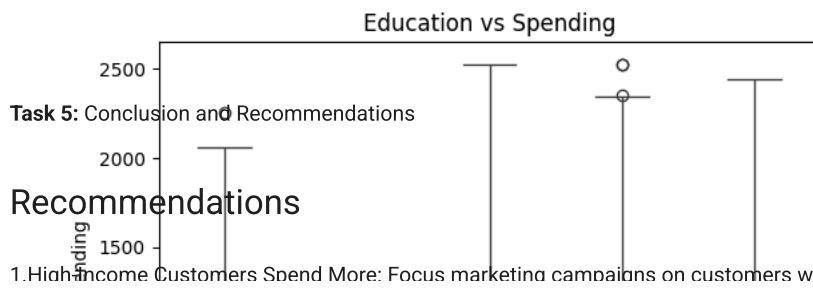 Education vs Spending
2500
Task 5: Conclusion and Recommendations
2000
Recommendations
1500
1.High-Income Customers Spend More: Focus marketing campaigns on customers